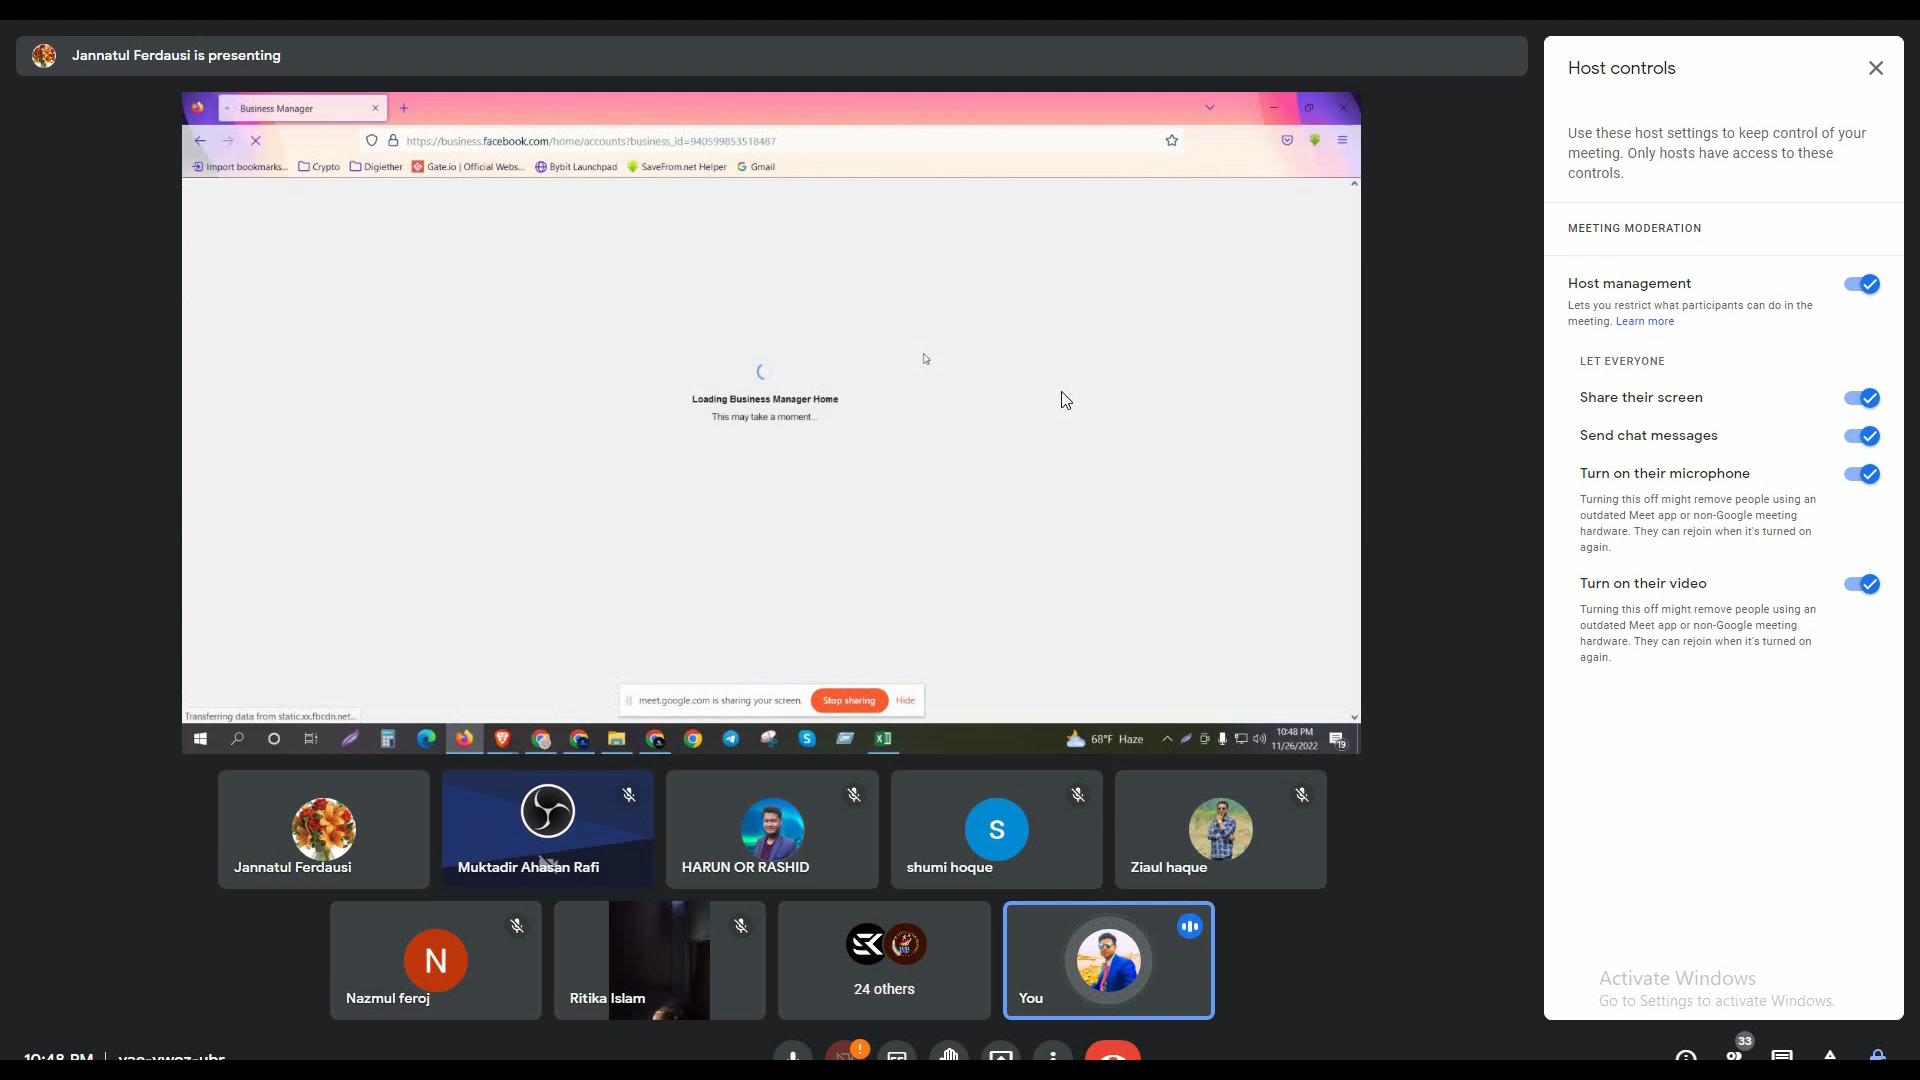 Jannatul Ferdausi is presenting
Business Manager
https://business.facebook.com/home/accounts?business_id=940599853518487
Import bookmarks... Crypto Digiether Gate.io | Official Webs... Bybit Launchpad SaveFrom.net Helper Gmail
Loading Business Manager Home
This may take a moment...
meet.google.com is sharing your screen. Stop sharing Hide
Transferring data from static.xx.fbcdn.net...
68°F Haze
10:48 PM
11/26/2022
19
Jannatul Ferdausi
Muktadir Ahasan Rafi
HARUN OR RASHID
S
shumi hoque
Ziaul haque
N
Nazmul feroj
Ritika Islam
SK
24 others
You
10:48 PM
33
Host controls
Use these host settings to keep control of your
meeting. Only hosts have access to these
controls.
MEETING MODERATION
Host management
Lets you restrict what participants can do in the
meeting. Learn more
LET EVERYONE
Share their screen
Send chat messages
Turn on their microphone
Turning this off might remove people using an
outdated Meet app or non-Google meeting
hardware. They can rejoin when it's turned on
again.
Turn on their video
Turning this off might remove people using an
outdated Meet app or non-Google meeting
hardware. They can rejoin when it's turned on
again.
Activate Windows
Go to Settings to activate Windows.